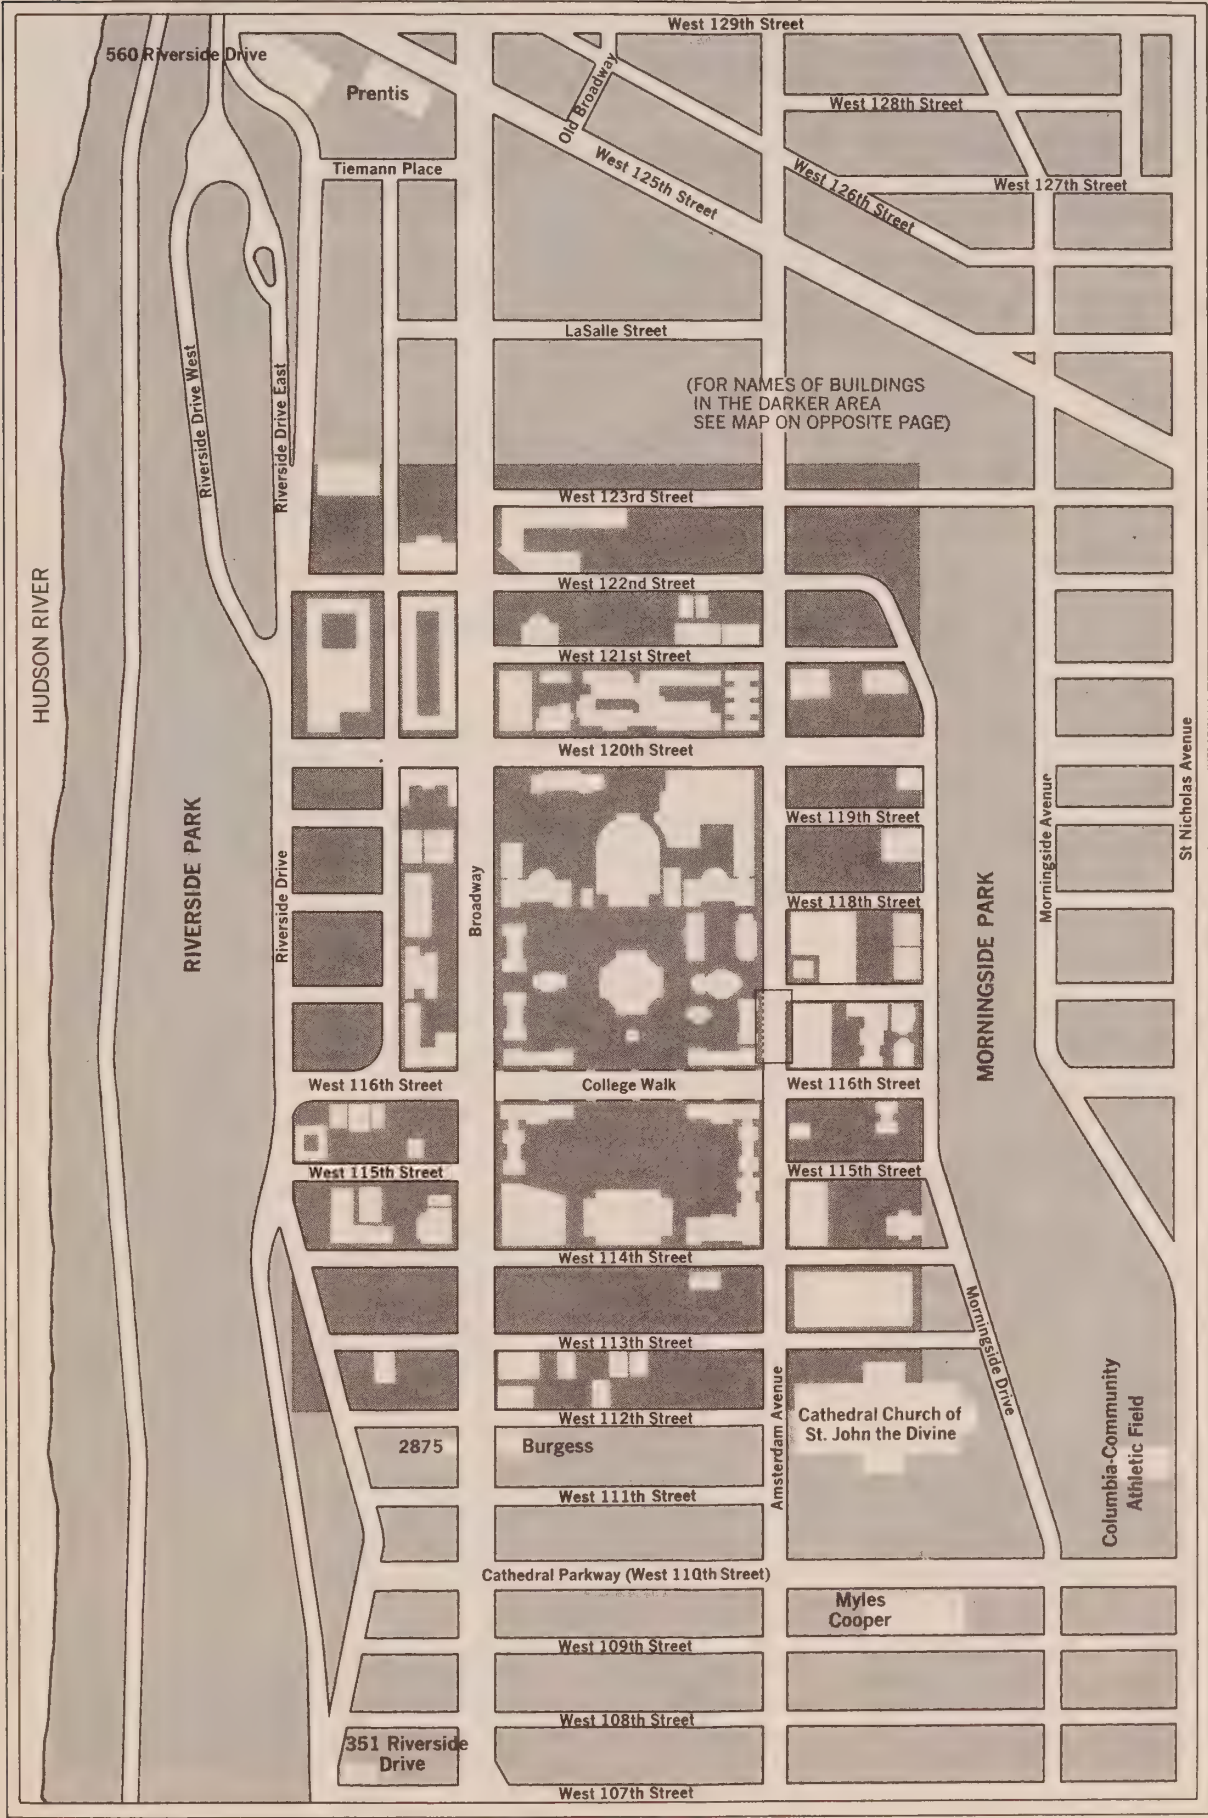 West 129th Street
560 Riverside Drive
Prentis
Old Broadway
West 128th Street
Tiemann Place
West 125th Street
West 126th Street
West 127th Street
LaSalle Street
Riverside Drive West
Riverside Drive East
(FOR NAMES OF BUILDINGS
IN THE DARKER AREA
SEE MAP ON OPPOSITE PAGE)
West 123rd Street
West 122nd Street
HUDSON RIVER
West 121st Street
West 120th Street
St Nicholas Avenue
RIVERSIDE PARK
Riverside Drive
Broadway
West 119th Street
Morningside Avenue
West 118th Street
MORNINGSIDE PARK
West 116th Street
College Walk
West 116th Street
West 115th Street
West 115th Street
West 114th Street
Morningside Drive
West 113th Street
Amsterdam Avenue
Cathedral Church of
St. John the Divine
West 112th Street
2875
Burgess
Columbia-Community
Athletic Field
West 111th Street
Cathedral Parkway (West 110th Street)
Myles
Cooper
West 109th Street
West 108th Street
351 Riverside
Drive
West 107th Street